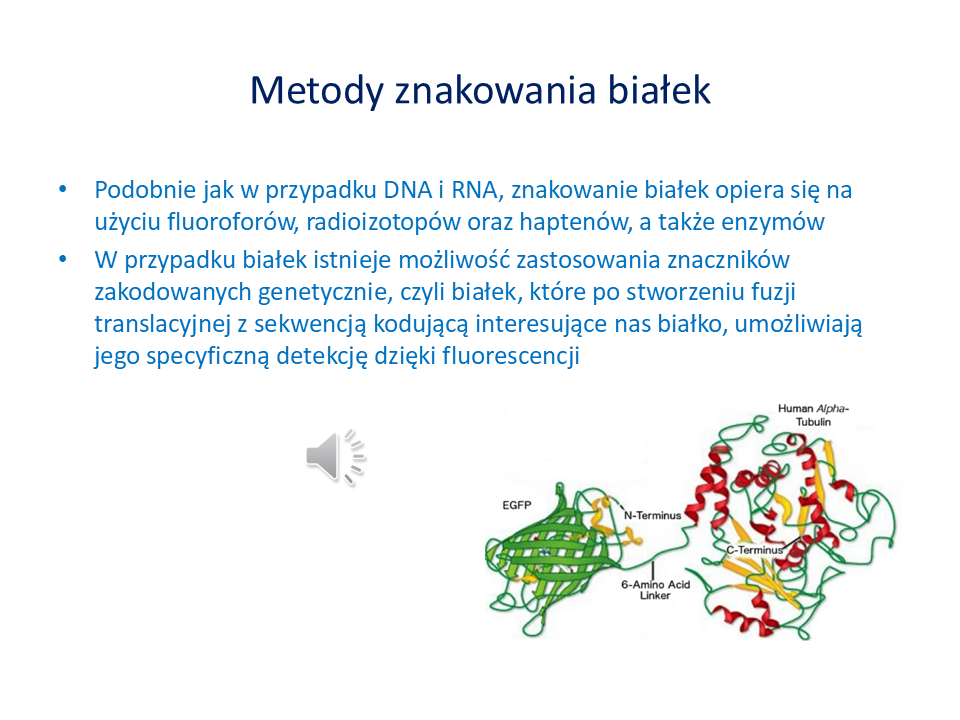 Metody znakowania białek
• Podobnie jak w przypadku DNA i RNA, znakowanie białek opiera się na
użyciu fluoroforów, radioizotopów oraz haptenów, a także enzymów
• W przypadku białek istnieje możliwość zastosowania znaczników
zakodowanych genetycznie, czyli białek, które po stworzeniu fuzji
translacyjnej z sekwencją kodującą interesujące nas białko, umożliwiają
jego specyficzną detekcję dzięki fluorescencji
Human Alpha-
Tubulin
EGFP
N-Terminus
C-Terminus
6-Amino Acid
Linker